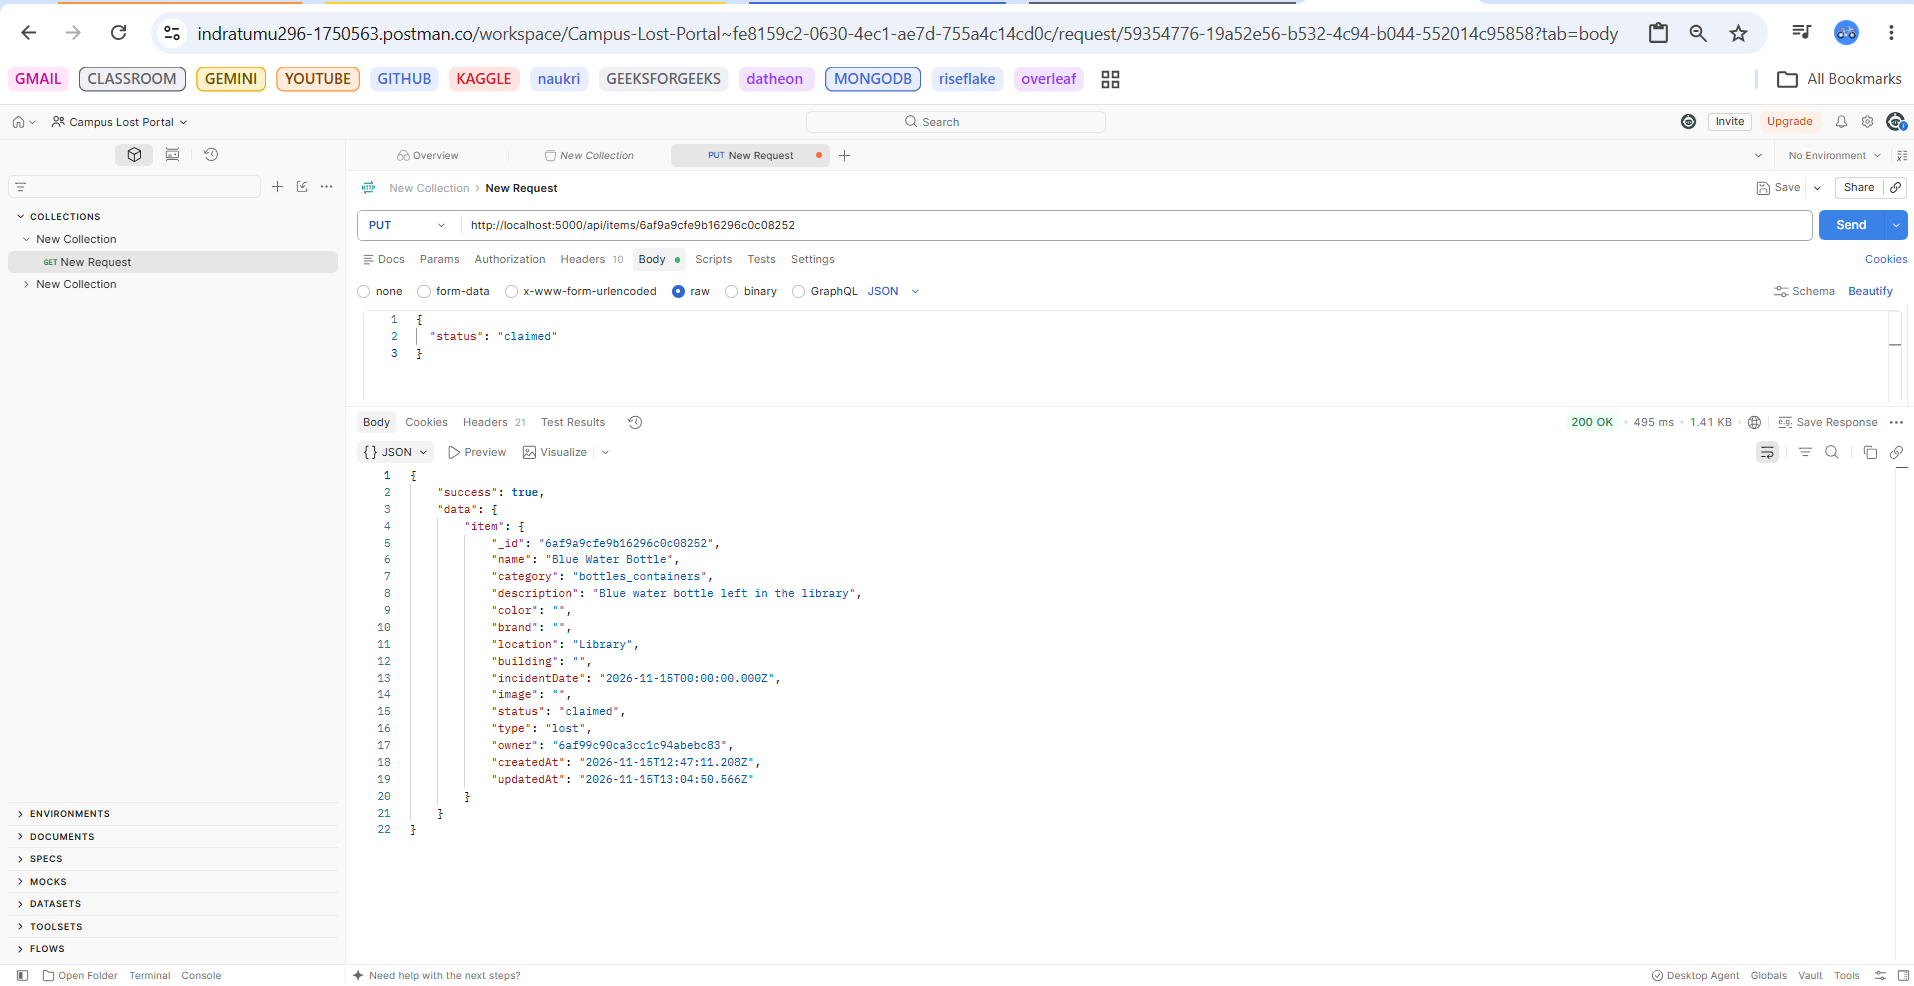 indratumu296-1750563.postman.co/workspace/Campus-Lost-Portal~fe8159c2-0630-4ec1-ae7d-755a4c14cd0c/request/59354776-19a52e56-b532-4c94-b044-552014c95858?tab=body
GMAIL CLASSROOM GEMINI YOUTUBE GITHUB KAGGLE naukri GEEKSFORGEEKS datheon MONGODB riseflake overleaf All Bookmarks
Campus Lost Portal Search Invite Upgrade
Overview New Collection PUT New Request No Environment
New Collection › New Request Save Share
COLLECTIONS
New Collection
GET New Request
New Collection
PUT http://localhost:5000/api/items/6af9a9cfe9b16296c0c08252 Send
Docs Params Authorization Headers 10 Body Scripts Tests Settings Cookies
none form-data x-www-form-urlencoded raw binary GraphQL JSON Schema Beautify
1 {
2 "status": "claimed"
3 }
Body Cookies Headers 21 Test Results 200 OK • 495 ms • 1.41 KB Save Response
{} JSON Preview Visualize
1 {
2 "success": true,
3 "data": {
4 "item": {
5 "_id": "6af9a9cfe9b16296c0c08252",
6 "name": "Blue Water Bottle",
7 "category": "bottles_containers",
8 "description": "Blue water bottle left in the library",
9 "color": "",
10 "brand": "",
11 "location": "Library",
12 "building": "",
13 "incidentDate": "2026-11-15T00:00:00.000Z",
14 "image": "",
15 "status": "claimed",
16 "type": "lost",
17 "owner": "6af99c90ca3cc1c94abebc83",
18 "createdAt": "2026-11-15T12:47:11.208Z",
19 "updatedAt": "2026-11-15T13:04:50.566Z"
20 }
21 }
22 }
ENVIRONMENTS
DOCUMENTS
SPECS
MOCKS
DATASETS
TOOLSETS
FLOWS
Open Folder Terminal Console Need help with the next steps? Desktop Agent Globals Vault Tools